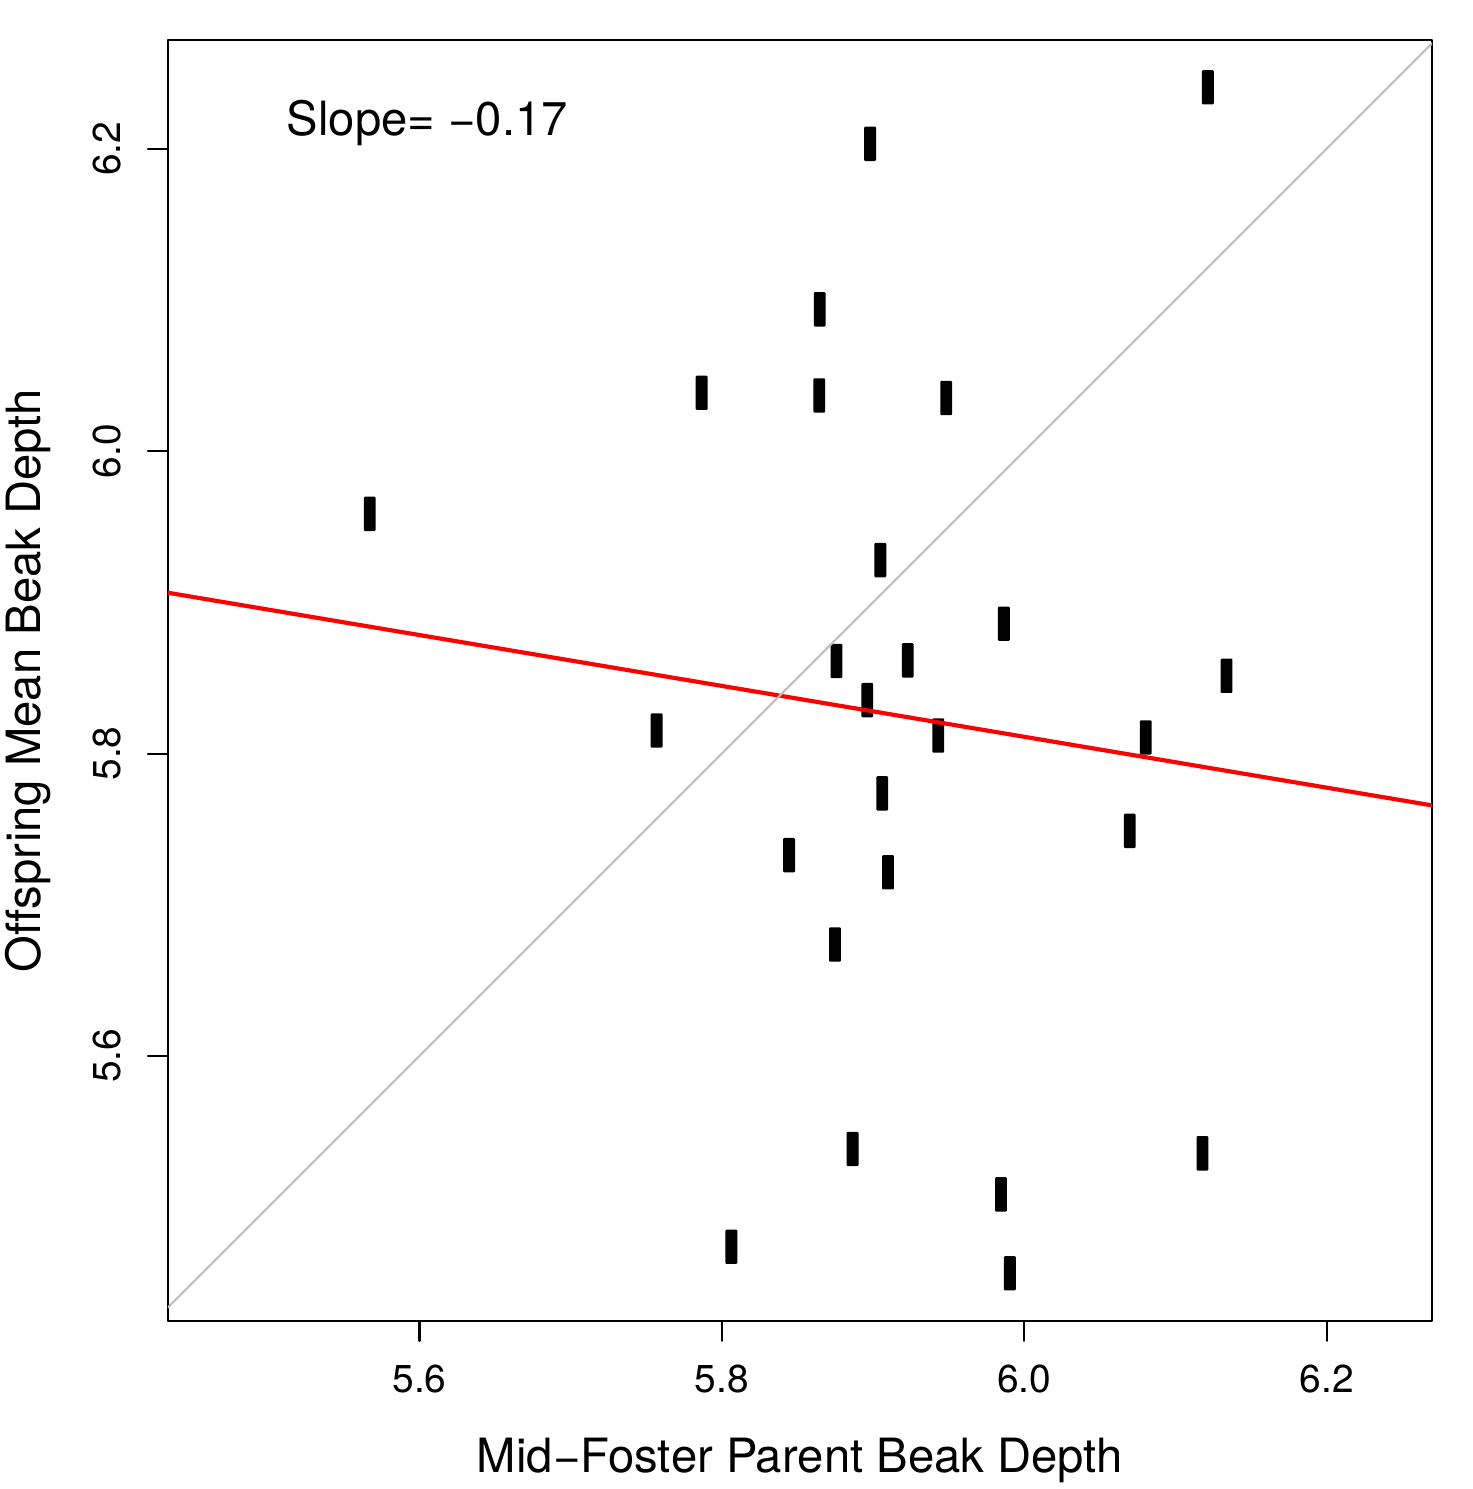 Slope= −0.17
6.2
6.0
5.8
5.6
Offspring Mean Beak Depth
5.6 5.8 6.0 6.2
Mid−Foster Parent Beak Depth